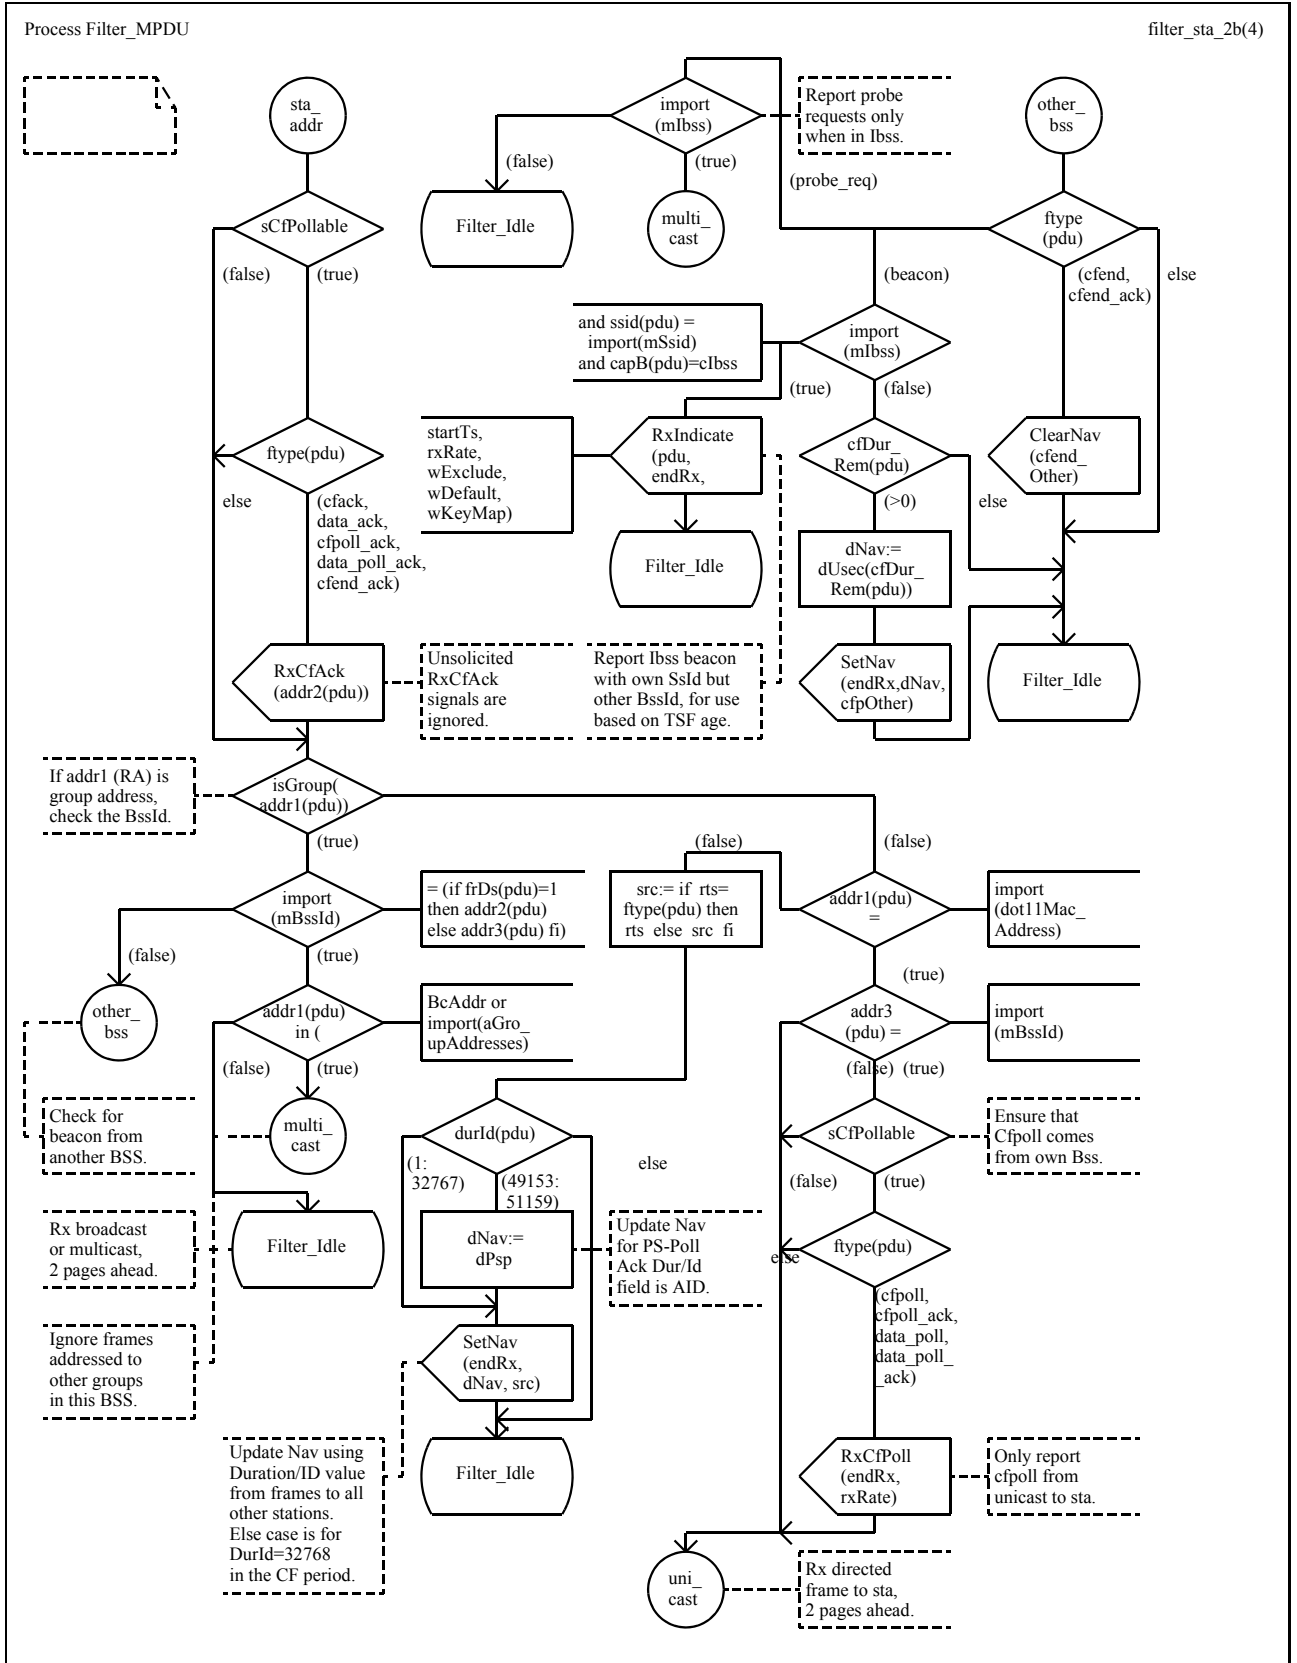 Process Filter_MPDU
filter_sta_2b(4)
sta_
addr
import
(mIbss)
Report probe
requests only
when in Ibss.
other_
bss
(false)
(true)
(probe_req)
sCfPollable
Filter_Idle
multi_
cast
ftype
(pdu)
(false)
(true)
(beacon)
(cfend,
cfend_ack)
else
and ssid(pdu) =
import(mSsid)
and capB(pdu)=cIbss
import
(mIbss)
(true)
(false)
ftype(pdu)
startTs,
rxRate,
wExclude,
wDefault,
wKeyMap)
RxIndicate
(pdu,
endRx,
cfDur_
Rem(pdu)
ClearNav
(cfend_
Other)
else
(cfack,
data_ack,
cfpoll_ack,
data_poll_ack,
cfend_ack)
(>0)
else
Filter_Idle
dNav:=
dUsec(cfDur_
Rem(pdu))
RxCfAck
(addr2(pdu))
Unsolicited
RxCfAck
signals are
ignored.
Report Ibss beacon
with own SsId but
other BssId, for use
based on TSF age.
SetNav
(endRx,dNav,
cfpOther)
Filter_Idle
If addr1 (RA) is
group address,
check the BssId.
isGroup(
addr1(pdu))
(true)
(false)
(false)
import
(mBssId)
= (if frDs(pdu)=1
then addr2(pdu)
else addr3(pdu) fi)
src:= if rts=
ftype(pdu) then
rts else src fi
addr1(pdu)
=
import
(dot11Mac_
Address)
(false)
(true)
(true)
other_
bss
addr1(pdu)
in (
BcAddr or
import(aGro_
upAddresses)
addr3
(pdu) =
import
(mBssId)
(false)
(true)
(false)
(true)
Check for
beacon from
another BSS.
multi_
cast
durId(pdu)
sCfPollable
Ensure that
Cfpoll comes
from own Bss.
(1:
32767)
(49153:
51159)
else
(false)
(true)
Rx broadcast
or multicast,
2 pages ahead.
Filter_Idle
dNav:=
dPsp
Update Nav
for PS-Poll
Ack Dur/Id
field is AID.
else
ftype(pdu)
(cfpoll,
cfpoll_ack,
data_poll,
data_poll_
_ack)
Ignore frames
addressed to
other groups
in this BSS.
SetNav
(endRx,
dNav, src)
Update Nav using
Duration/ID value
from frames to all
other stations.
Else case is for
DurId=32768
in the CF period.
Filter_Idle
RxCfPoll
(endRx,
rxRate)
Only report
cfpoll from
unicast to sta.
uni_
cast
Rx directed
frame to sta,
2 pages ahead.